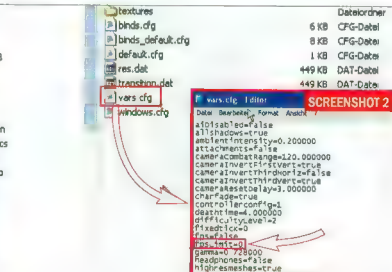 textures Dateiordner
binds.cfg 6 KB CFG-Datei
binds_default.cfg 8 KB CFG-Datei
default.cfg 1 KB CFG-Datei
res.dat 449 KB DAT-Datei
transition.dat 449 KB DAT-Datei
vars.cfg
windows.cfg
vars.cfg Editor
SCREENSHOT 2
Datei Bearbeiten Format Ansicht ?
aidisabled=false
allshadows=true
ambientintensity=0.200000
attachments=false
cameraCombatRange=120.000000
cameraInvertFirstVert=true
cameraInvertThirdHoriz=false
cameraInvertThirdVert=true
cameraResetDelay=3.000000
charfade=true
controllerconfig=1
deathtime=4.000000
difficultyLevel=2
fixedtick=0
fps=false
fps_limit=0
gamma=0.728000
headphones=false
highresmeshes=true